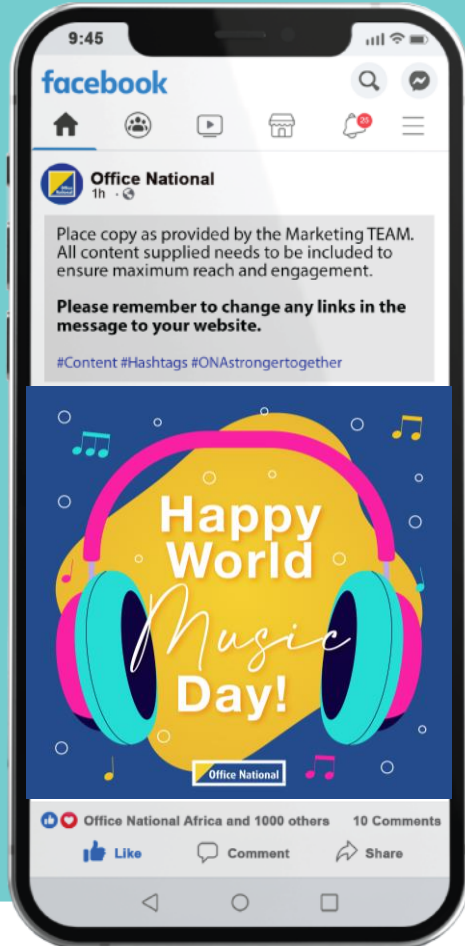 9:45
facebook
25
Office National
Office National
1h ·
Place copy as provided by the Marketing TEAM.
All content supplied needs to be included to
ensure maximum reach and engagement.
Please remember to change any links in the
message to your website.
#Content #Hashtags #ONAstrongertogether
Happy
World
Music
Day!
Office National
Office National Africa and 1000 others 10 Comments
Like Comment Share